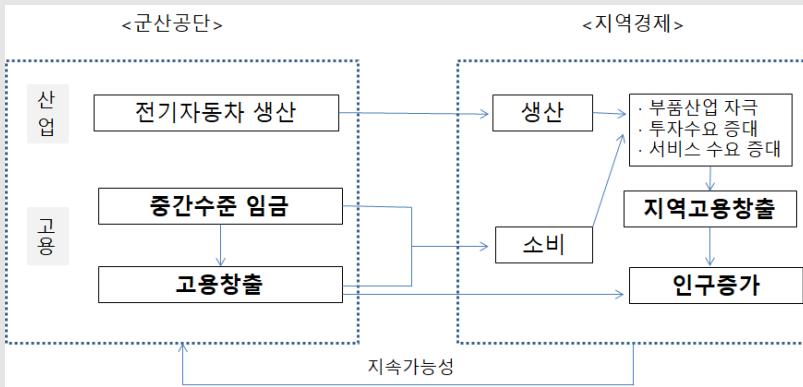 <군산공단>
<지역경제>
산업
전기자동차 생산
생산
· 부품산업 자극
· 투자수요 증대
· 서비스 수요 증대
고용
중간수준 임금
지역고용창출
소비
고용창출
인구증가
지속가능성